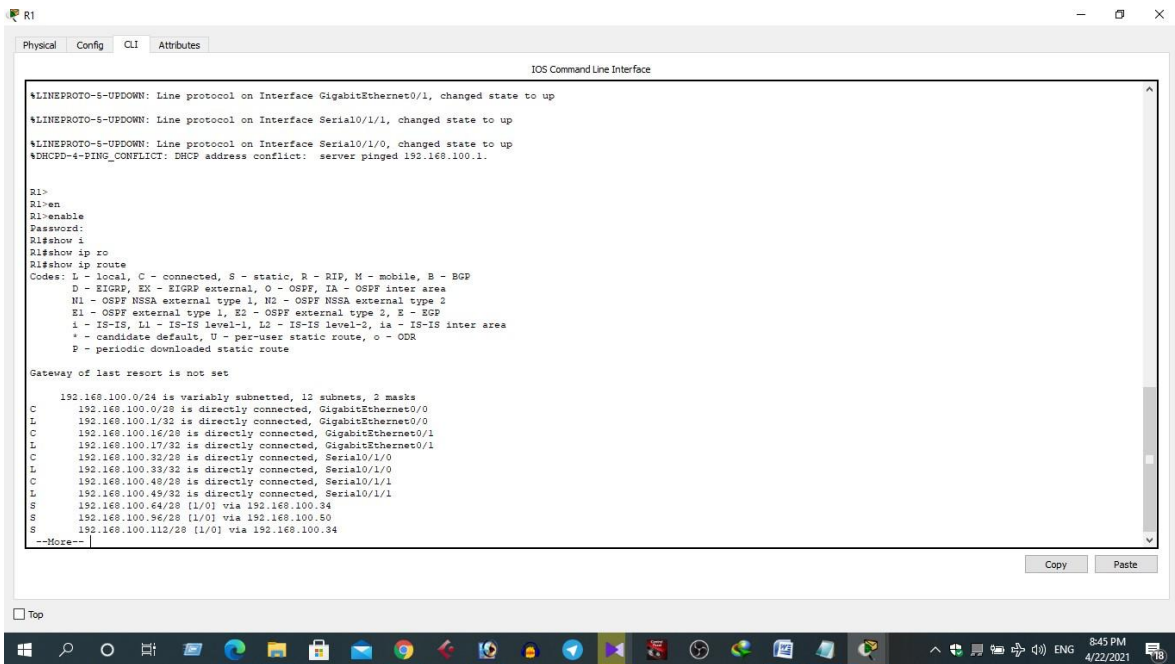 R1
Physical Config CLI Attributes
IOS Command Line Interface
%LINEPROTO-5-UPDOWN: Line protocol on Interface GigabitEthernet0/1, changed state to up
%LINEPROTO-5-UPDOWN: Line protocol on Interface Serial0/1/1, changed state to up
%LINEPROTO-5-UPDOWN: Line protocol on Interface Serial0/1/0, changed state to up
%DHCPD-4-PING_CONFLICT: DHCP address conflict: server pinged 192.168.100.1.
R1>
R1>en
R1>enable
Password:
R1#show i
R1#show ip ro
R1#show ip route
Codes: L - local, C - connected, S - static, R - RIP, M - mobile, B - BGP
D - EIGRP, EX - EIGRP external, O - OSPF, IA - OSPF inter area
N1 - OSPF NSSA external type 1, N2 - OSPF NSSA external type 2
E1 - OSPF external type 1, E2 - OSPF external type 2, E - EGP
i - IS-IS, L1 - IS-IS level-1, L2 - IS-IS level-2, ia - IS-IS inter area
* - candidate default, U - per-user static route, o - ODR
P - periodic downloaded static route
Gateway of last resort is not set
192.168.100.0/24 is variably subnetted, 12 subnets, 2 masks
C 192.168.100.0/28 is directly connected, GigabitEthernet0/0
L 192.168.100.1/32 is directly connected, GigabitEthernet0/0
C 192.168.100.16/28 is directly connected, GigabitEthernet0/1
L 192.168.100.17/32 is directly connected, GigabitEthernet0/1
C 192.168.100.32/28 is directly connected, Serial0/1/0
L 192.168.100.33/32 is directly connected, Serial0/1/0
C 192.168.100.48/28 is directly connected, Serial0/1/1
L 192.168.100.49/32 is directly connected, Serial0/1/1
S 192.168.100.64/28 [1/0] via 192.168.100.34
S 192.168.100.96/28 [1/0] via 192.168.100.50
S 192.168.100.112/28 [1/0] via 192.168.100.34
--More--
Copy Paste
Top
ENG 8:45 PM
4/22/2021
18